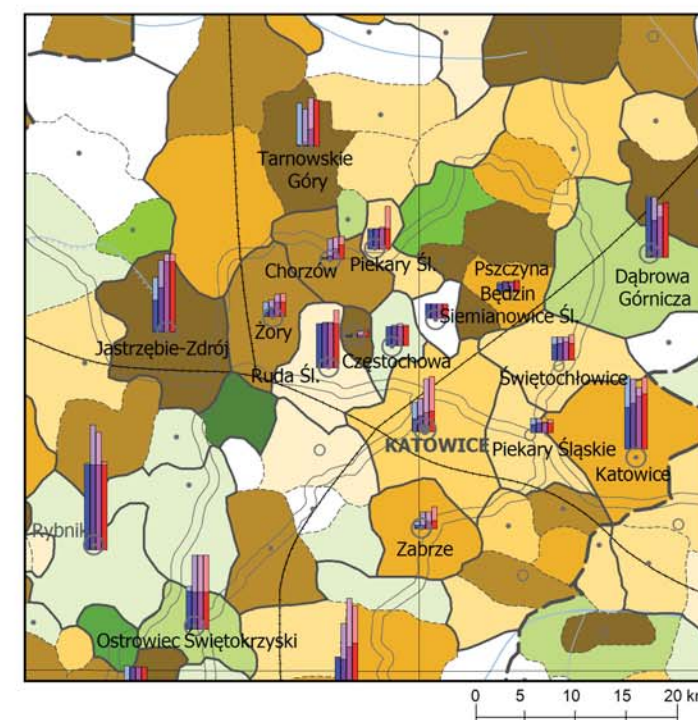 Tarnowskie
Góry
Chorzów
Piekary Śl.
Pszczyna
Będzin
Dąbrowa
Górnicza
Żory
Siemianowice Śl.
Jastrzębie-Zdrój
Częstochowa
Ruda Śl.
Świętochłowice
KATOWICE
Piekary Śląskie
Katowice
Rybnik
Zabrze
Ostrowiec Świętokrzyski
0 5 10 15 20 km